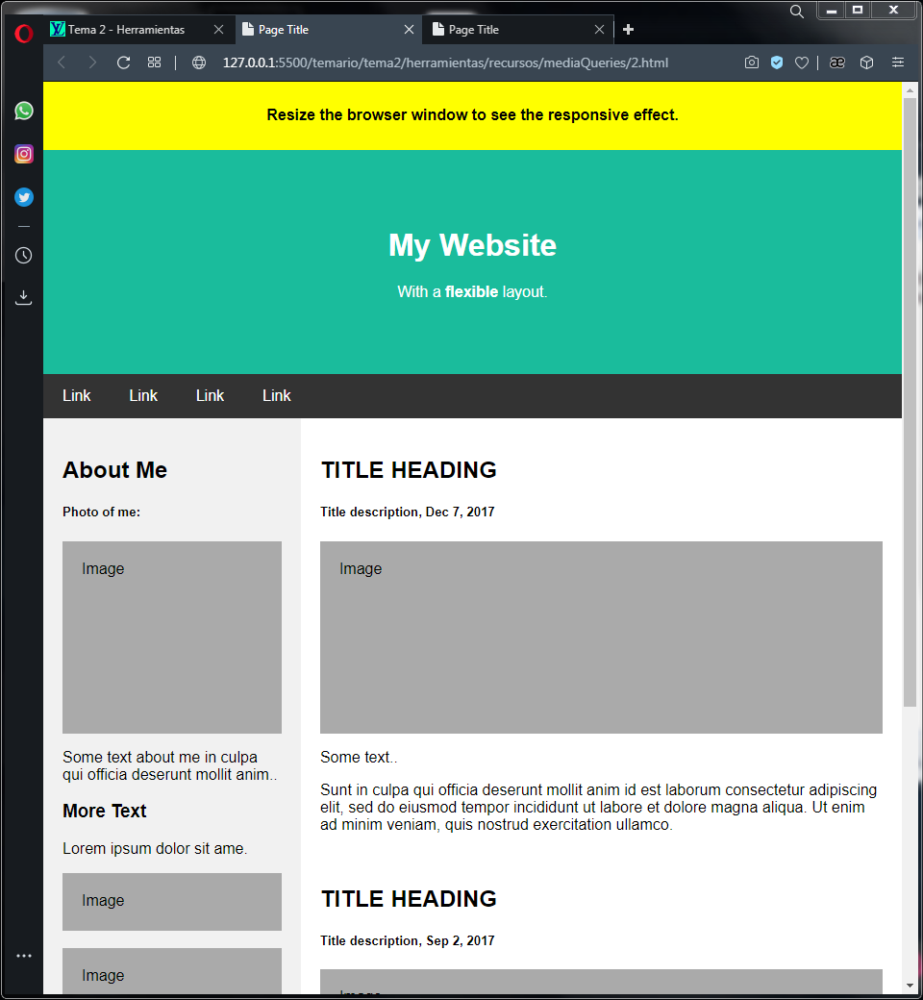 Tema 2 - Herramientas
Page Title
Page Title
127.0.0.1:5500/temario/tema2/herramientas/recursos/mediaQueries/2.html
Resize the browser window to see the responsive effect.
My Website
With a flexible layout.
Link Link Link Link
About Me
Photo of me:
Image
Some text about me in culpa
qui officia deserunt mollit anim..
More Text
Lorem ipsum dolor sit ame.
Image
Image
TITLE HEADING
Title description, Dec 7, 2017
Image
Some text..
Sunt in culpa qui officia deserunt mollit anim id est laborum consectetur adipiscing
elit, sed do eiusmod tempor incididunt ut labore et dolore magna aliqua. Ut enim
ad minim veniam, quis nostrud exercitation ullamco.
TITLE HEADING
Title description, Sep 2, 2017
Image